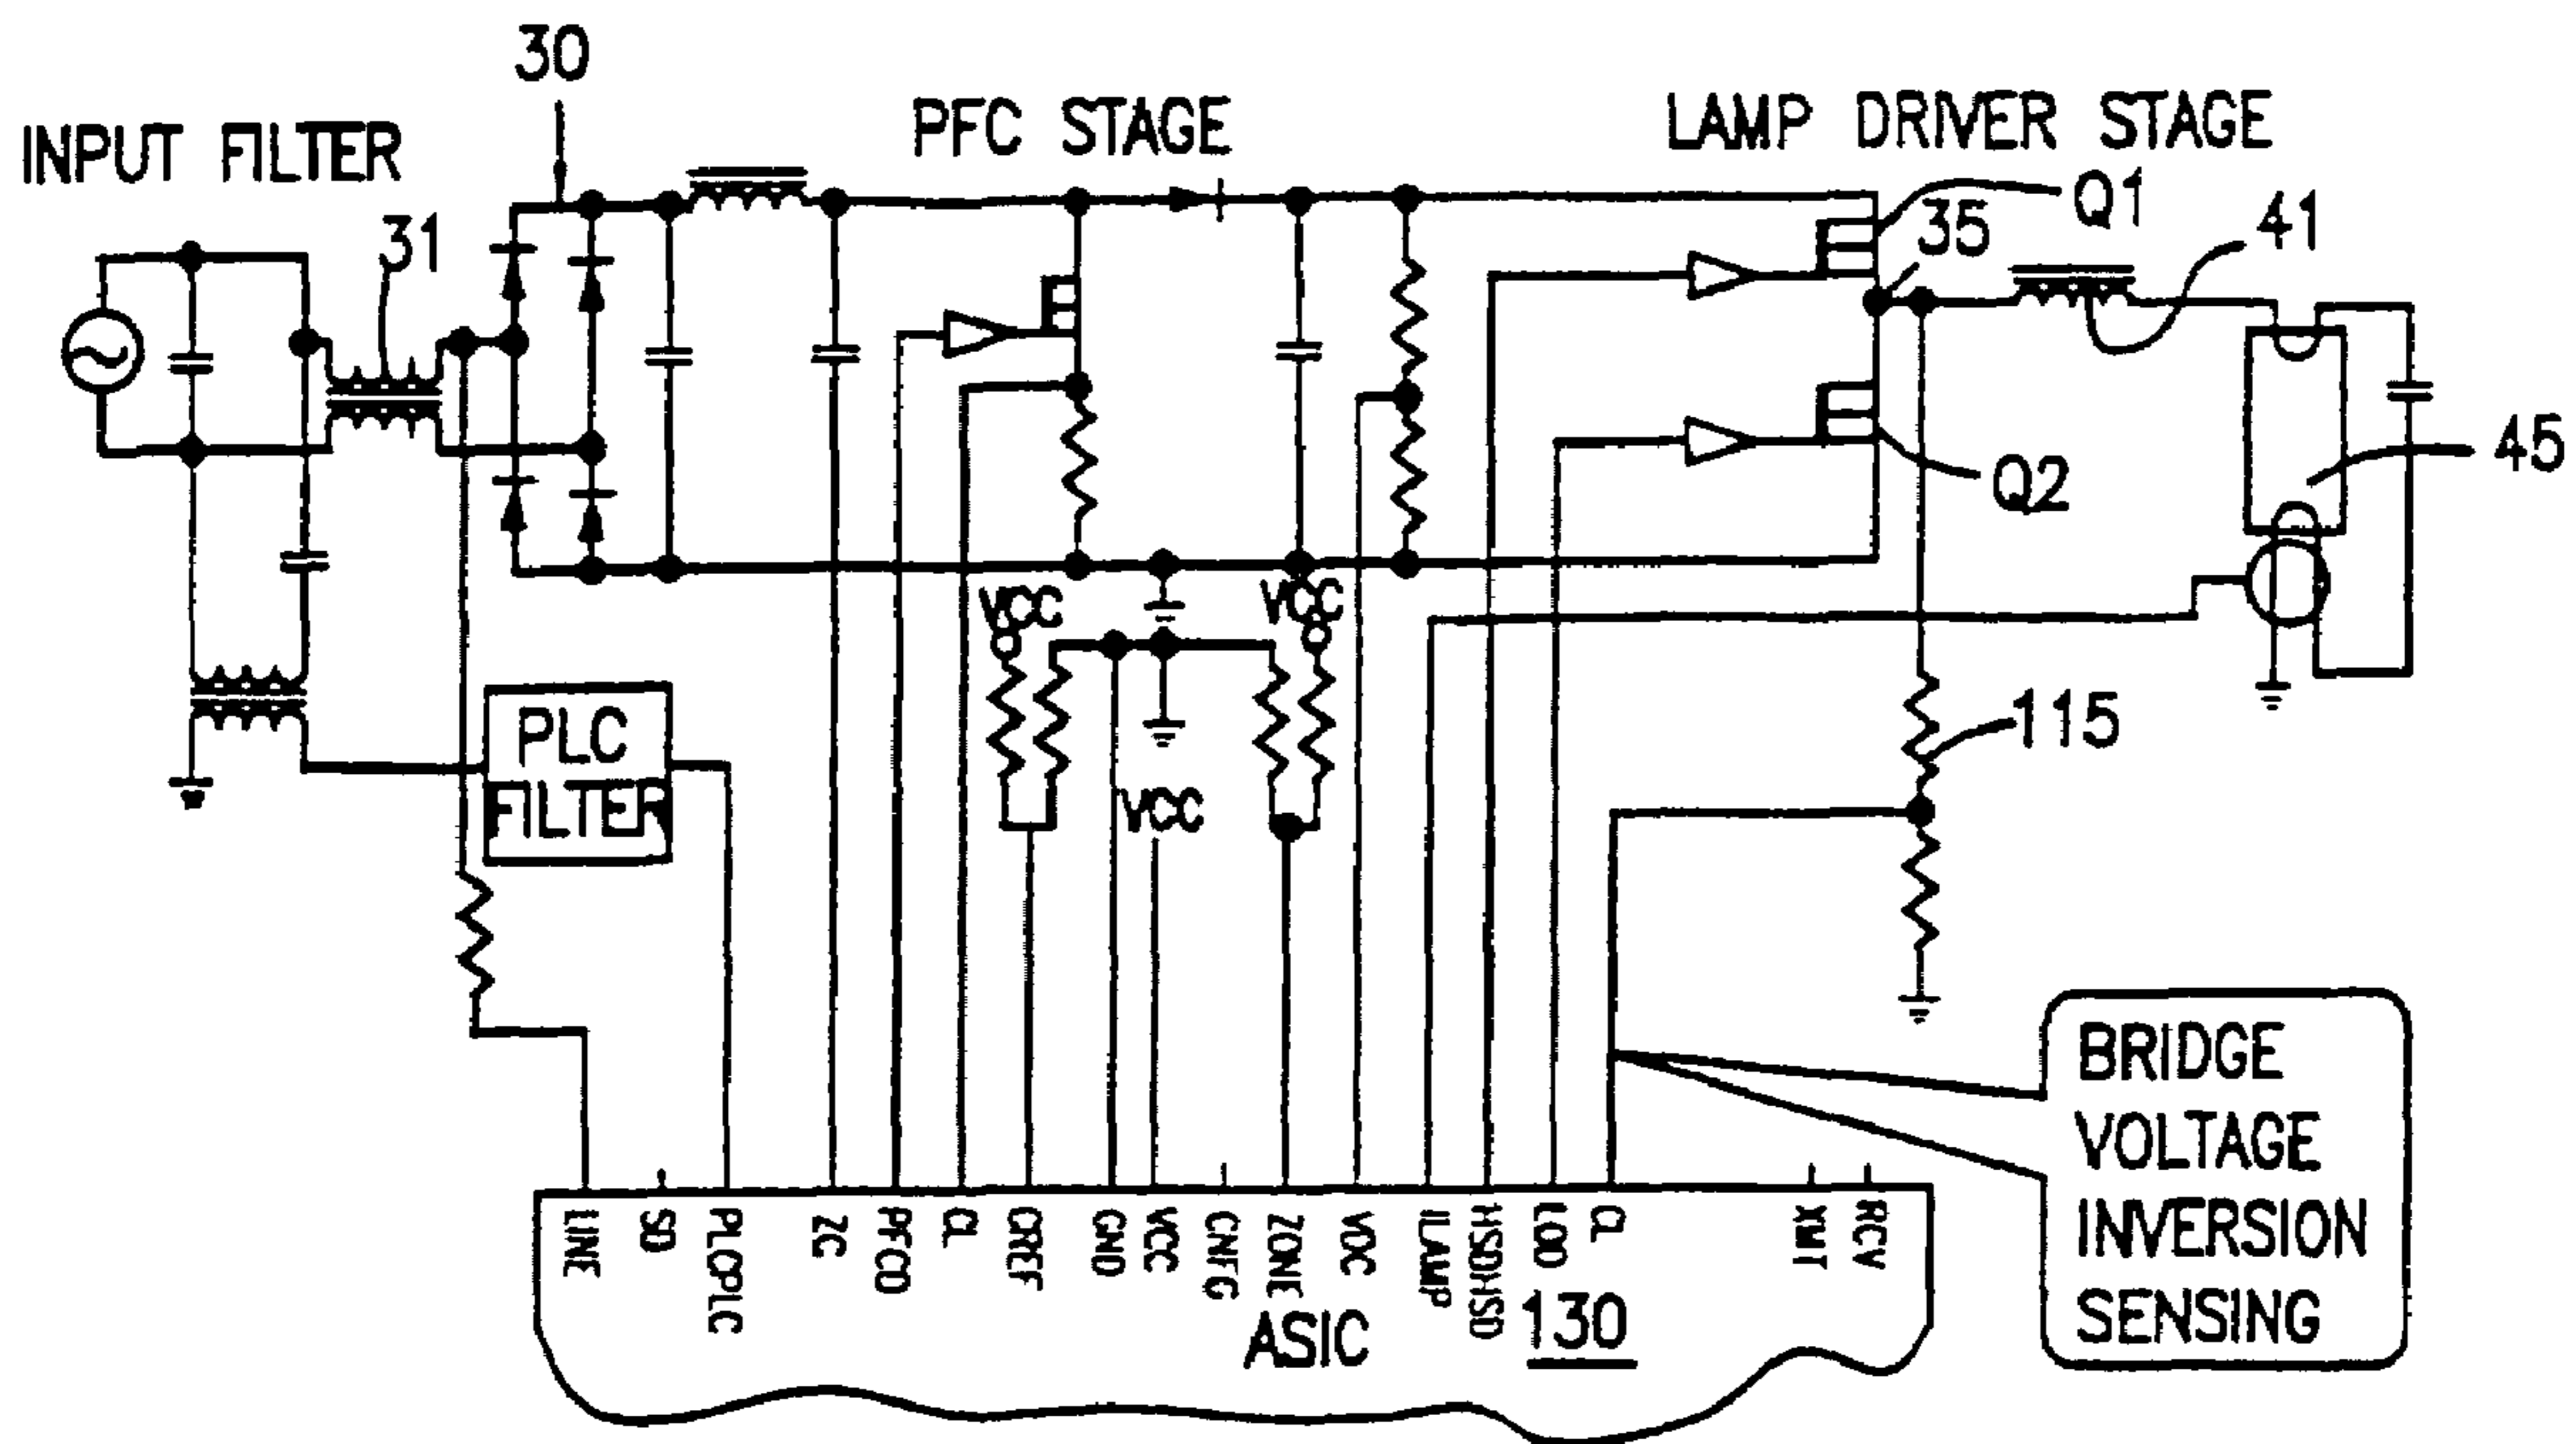 30
INPUT FILTER
PFC STAGE
LAMP DRIVER STAGE
31
Q1
35
41
45
Q2
VCC
VCC
115
PLC
FILTER
VCC
BRIDGE
VOLTAGE
INVERSION
SENSING
LINE
SD
PLCPLC
ZC
PFCO
CL
CREF
GND
VCC
CNFG
ZONE
VDC
ILAMP
HSDHSD
LOD
CL
XMT
RCV
ASIC
130